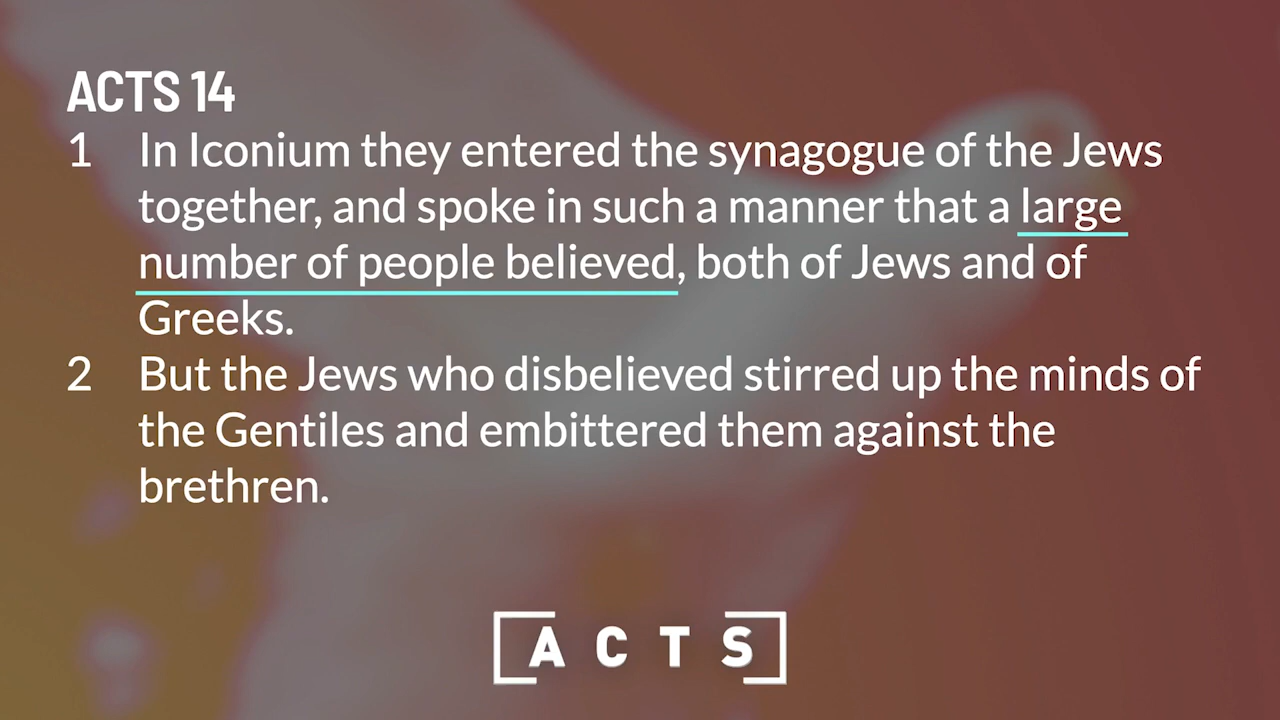 ACTS 14
1 In Iconium they entered the synagogue of the Jews
together, and spoke in such a manner that a large
number of people believed, both of Jews and of
Greeks.
2 But the Jews who disbelieved stirred up the minds of
the Gentiles and embittered them against the
brethren.
ACTS